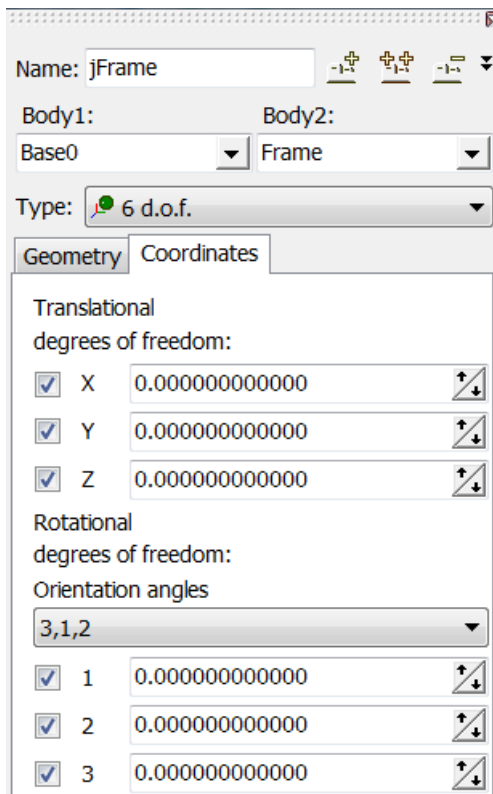 Name: jFrame
Body1: Body2:
Base0 Frame
Type: 6 d.o.f.
Geometry Coordinates
Translational
degrees of freedom:
X 0.000000000000
Y 0.000000000000
Z 0.000000000000
Rotational
degrees of freedom:
Orientation angles
3,1,2
1 0.000000000000
2 0.000000000000
3 0.000000000000